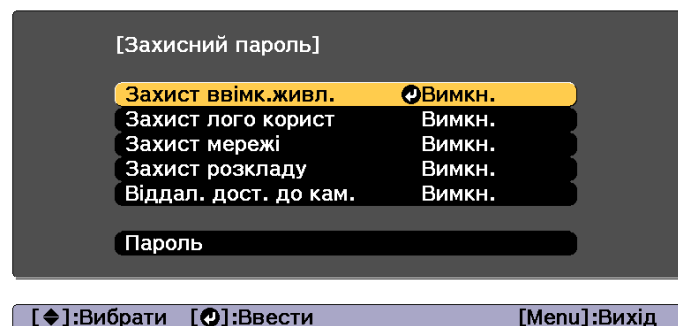 [Захисний пароль]
Захист ввімк.живл. Вимкн.
Захист лого корист Вимкн.
Захист мережі Вимкн.
Захист розкладу Вимкн.
Віддал. дост. до кам. Вимкн.
Пароль
[ ]:Вибрати [ ]:Ввести [Menu]:Вихід